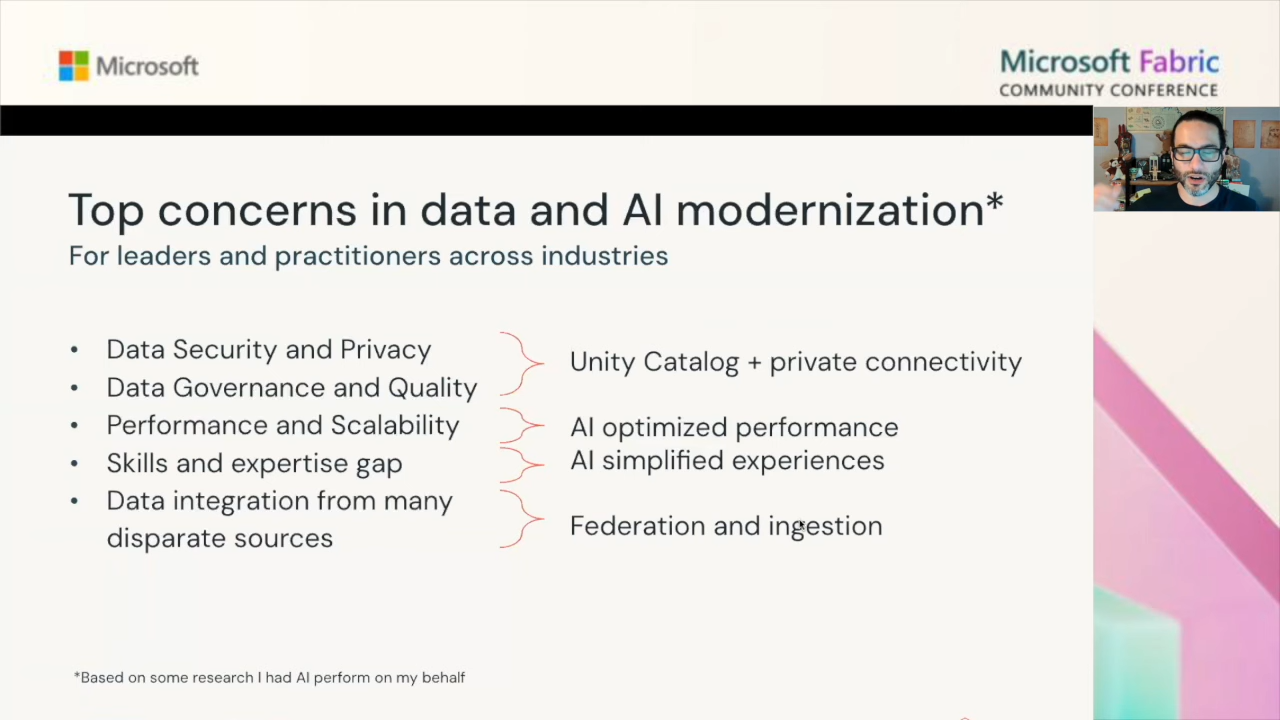 Microsoft
Microsoft Fabric
COMMUNITY CONFERENCE
Top concerns in data and AI modernization*
For leaders and practitioners across industries
• Data Security and Privacy
• Data Governance and Quality
• Performance and Scalability
• Skills and expertise gap
• Data integration from many
disparate sources
Unity Catalog + private connectivity
AI optimized performance
AI simplified experiences
Federation and ingestion
*Based on some research I had AI perform on my behalf